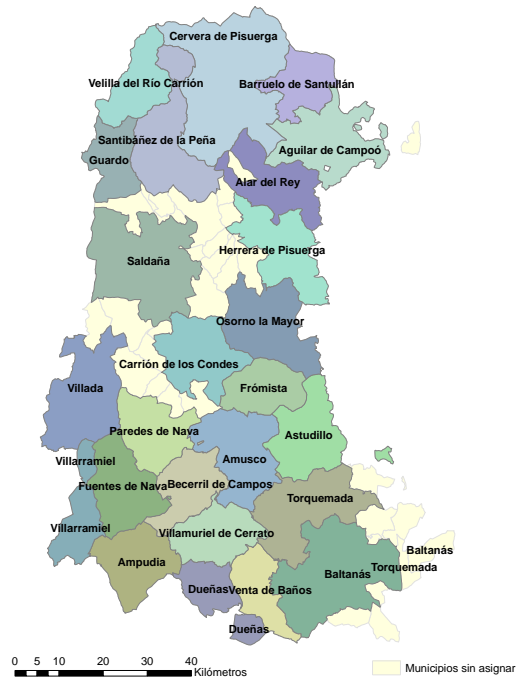 Cervera de Pisuerga
Velilla del Río Carrión
Barruelo de Santullán
Santibáñez de la Peña
Guardo
Aguilar de Campoó
Alar del Rey
Herrera de Pisuerga
Saldaña
Osorno la Mayor
Carrión de los Condes
Villada
Frómista
Paredes de Nava
Astudillo
Villarramiel
Amusco
Fuentes de Nava
Becerril de Campos
Torquemada
Villarramiel
Villamuriel de Cerrato
Baltanás
Ampudia
Torquemada
Baltanás
Dueñas
Venta de Baños
Dueñas
0 5 10 20 30 40
Kilómetros
Municipios sin asignar